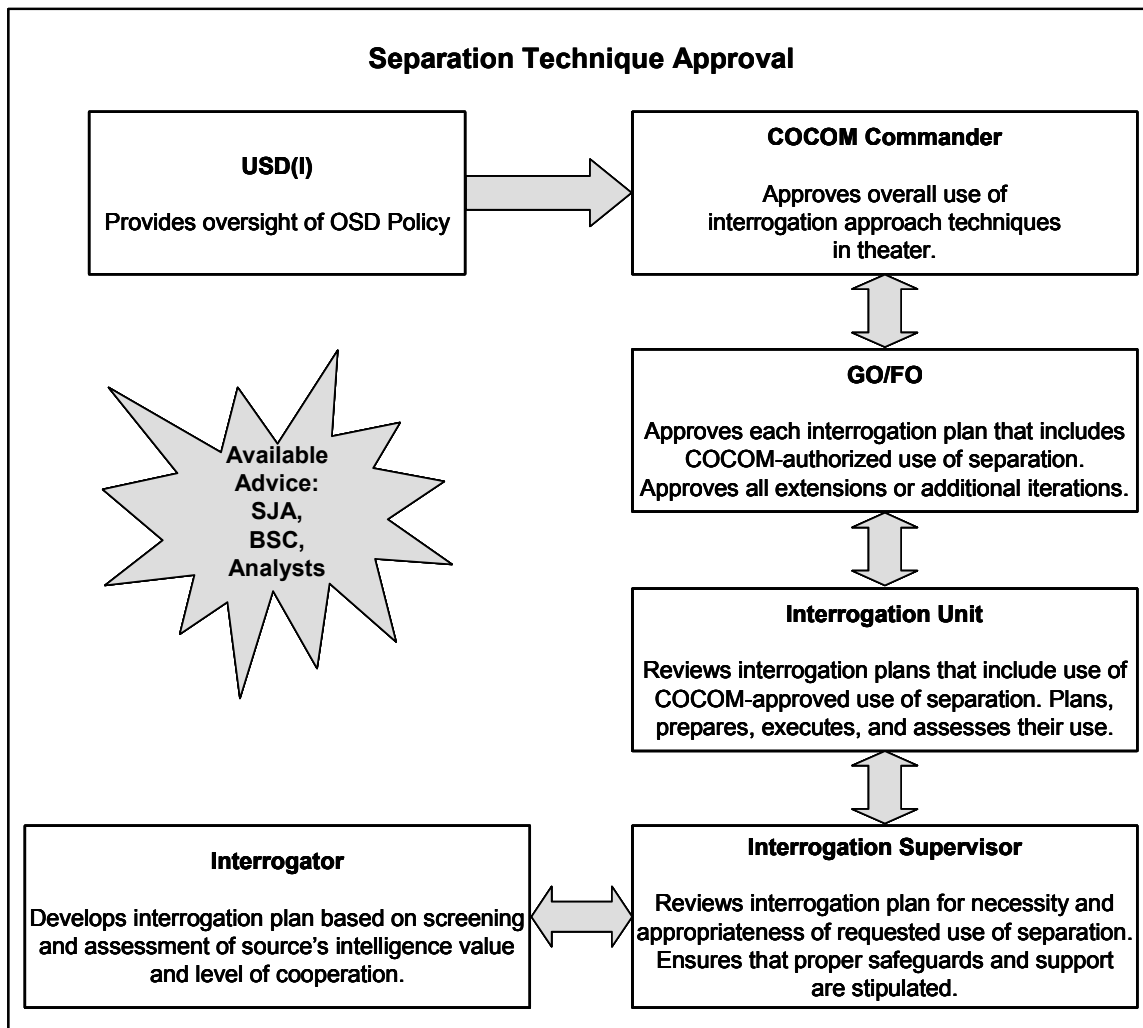 Separation Technique Approval
USD(I)
Provides oversight of OSD Policy
COCOM Commander
Approves overall use of
interrogation approach techniques
in theater.
GO/FO
Approves each interrogation plan that includes
COCOM-authorized use of separation.
Approves all extensions or additional iterations.
Available
Advice:
SJA,
BSC,
Analysts
Interrogation Unit
Reviews interrogation plans that include use of
COCOM-approved use of separation. Plans,
prepares, executes, and assesses their use.
Interrogator
Develops interrogation plan based on screening
and assessment of source’s intelligence value
and level of cooperation.
Interrogation Supervisor
Reviews interrogation plan for necessity and
appropriateness of requested use of separation.
Ensures that proper safeguards and support
are stipulated.